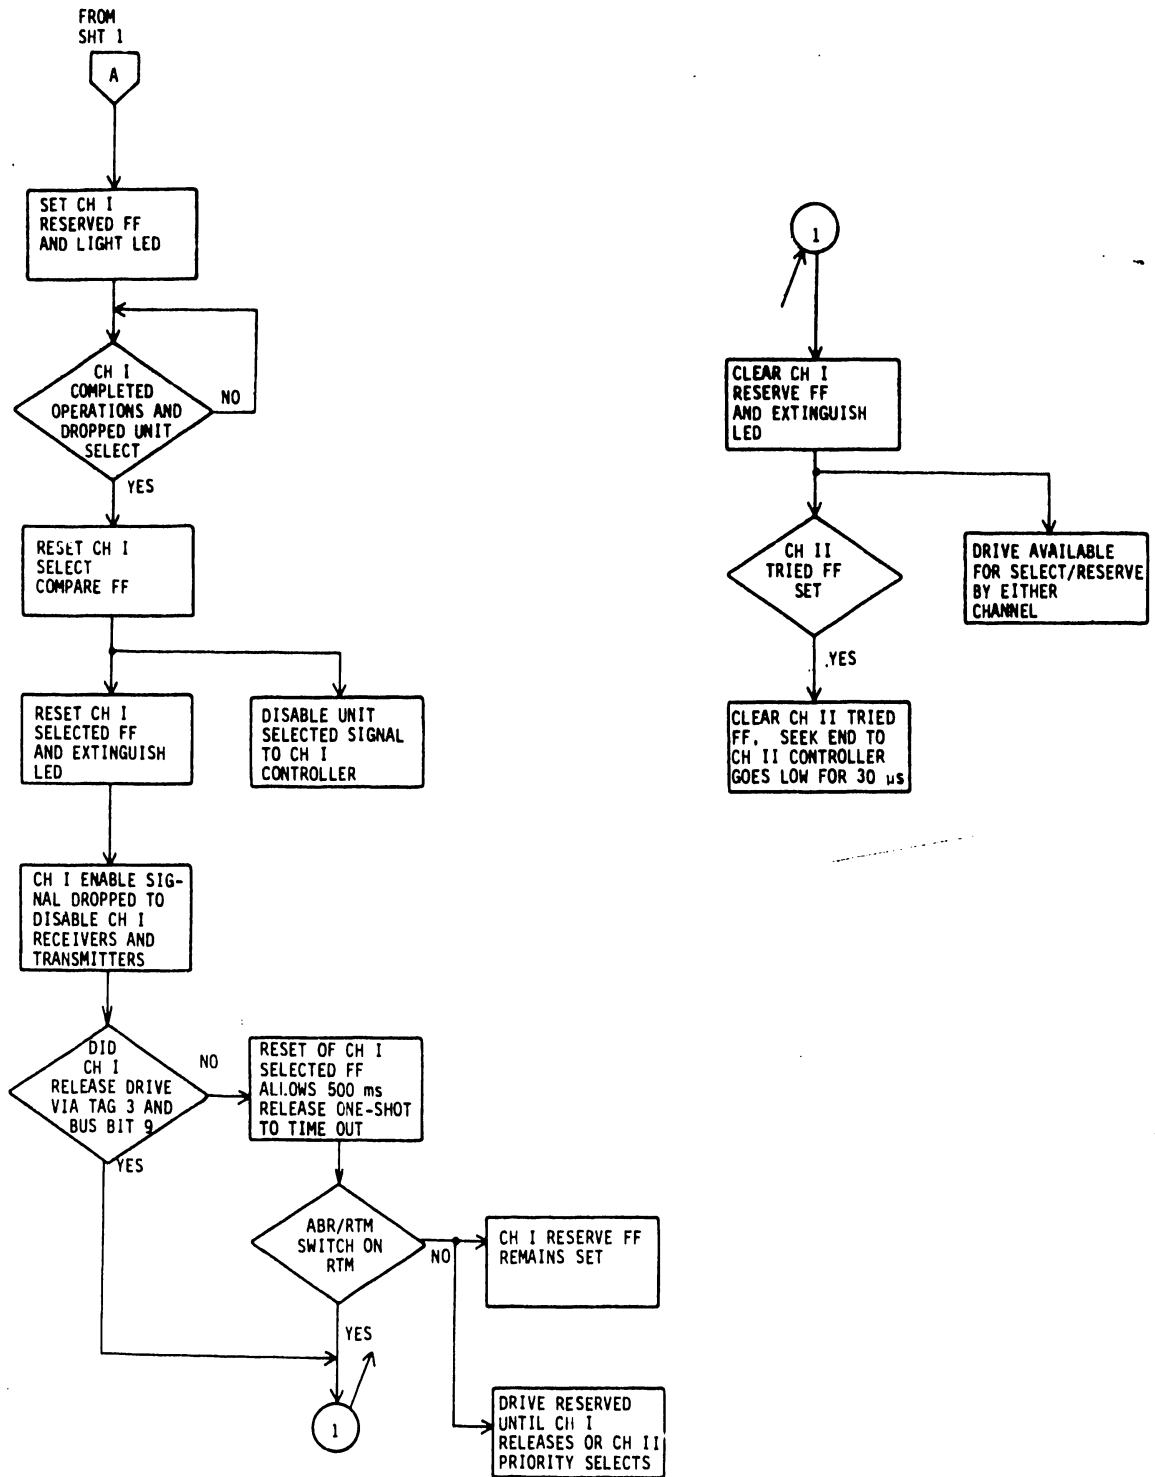 FROM
SHT 1
A
SET CH I
RESERVED FF
AND LIGHT LED
CH I
COMPLETED
OPERATIONS AND
DROPPED UNIT
SELECT
NO
YES
RESET CH I
SELECT
COMPARE FF
RESET CH I
SELECTED FF
AND EXTINGUISH
LED
DISABLE UNIT
SELECTED SIGNAL
TO CH I
CONTROLLER
CH I ENABLE SIG-
NAL DROPPED TO
DISABLE CH I
RECEIVERS AND
TRANSMITTERS
DID
CH I
RELEASE DRIVE
VIA TAG 3 AND
BUS BIT 9
NO
YES
RESET OF CH I
SELECTED FF
ALLOWS 500 ms
RELEASE ONE-SHOT
TO TIME OUT
ABR/RTM
SWITCH ON
RTM
NO
YES
CH I RESERVE FF
REMAINS SET
DRIVE RESERVED
UNTIL CH I
RELEASES OR CH II
PRIORITY SELECTS
1
1
CLEAR CH I
RESERVE FF
AND EXTINGUISH
LED
CH II
TRIED FF
SET
YES
DRIVE AVAILABLE
FOR SELECT/RESERVE
BY EITHER
CHANNEL
CLEAR CH II TRIED
FF. SEEK END TO
CH II CONTROLLER
GOES LOW FOR 30 µs